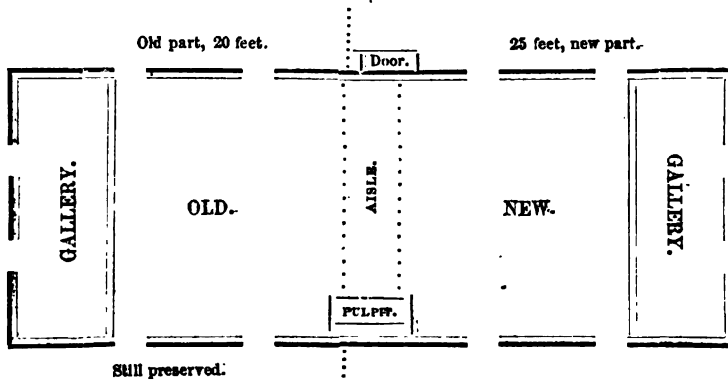 Old part, 20 feet.
25 feet, new part.
Door.
GALLERY.
OLD.
AISLE.
NEW.
GALLERY.
PULPIT.
Still preserved.